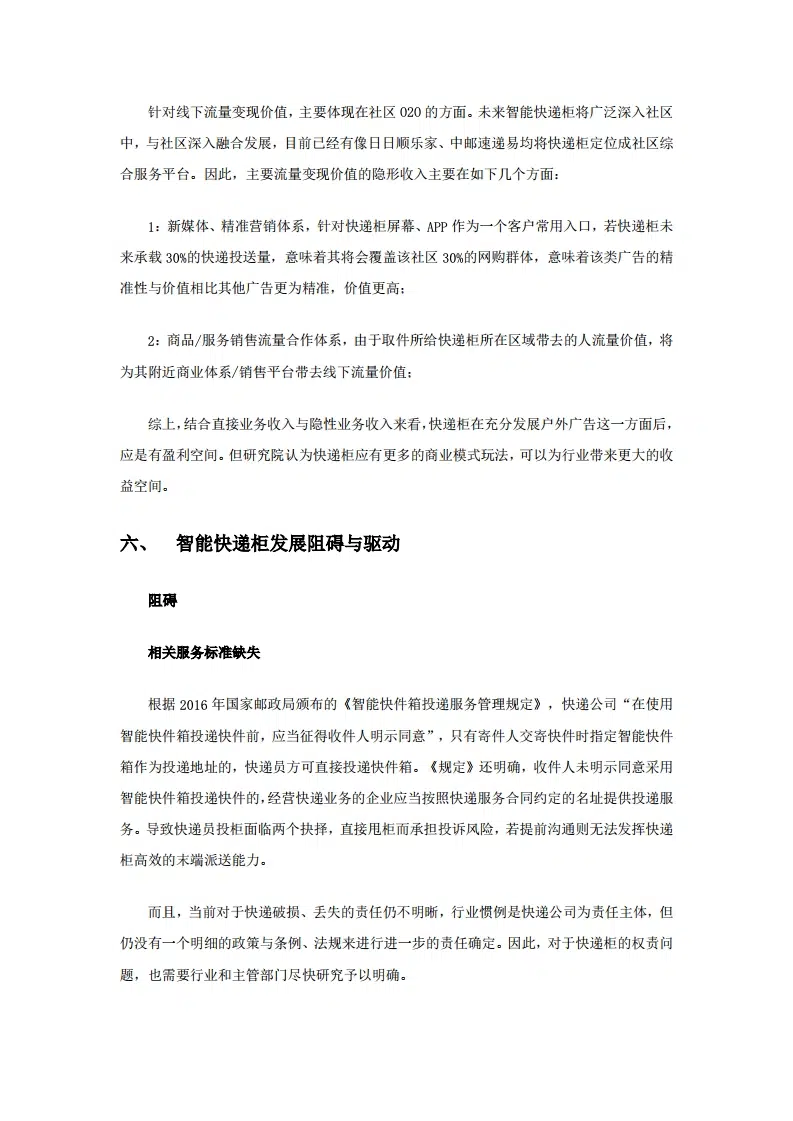 针对线下流量变现价值，主要体现在社区 O2O 的方面。未来智能快递柜将广泛深入社区
中，与社区深入融合发展，目前已经有像日日顺乐家、中邮速递易均将快递柜定位成社区综
合服务平台。因此，主要流量变现价值的隐形收入主要在如下几个方面：
1：新媒体、精准营销体系，针对快递柜屏幕、APP 作为一个客户常用入口，若快递柜未
来承载 30%的快递投送量，意味着其将会覆盖该社区 30%的网购群体，意味着该类广告的精
准性与价值相比其他广告更为精准，价值更高；
2：商品/服务销售流量合作体系，由于取件所给快递柜所在区域带去的人流量价值，将
为其附近商业体系/销售平台带去线下流量价值；
综上，结合直接业务收入与隐性业务收入来看，快递柜在充分发展户外广告这一方面后，
应是有盈利空间。但研究院认为快递柜应有更多的商业模式玩法，可以为行业带来更大的收
益空间。
六、 智能快递柜发展阻碍与驱动
阻碍
相关服务标准缺失
根据 2016 年国家邮政局颁布的《智能快件箱投递服务管理规定》，快递公司“在使用
智能快件箱投递快件前，应当征得收件人明示同意”，只有寄件人交寄快件时指定智能快件
箱作为投递地址的，快递员方可直接投递快件箱。《规定》还明确，收件人未明示同意采用
智能快件箱投递快件的，经营快递业务的企业应当按照快递服务合同约定的名址提供投递服
务。导致快递员投柜面临两个抉择，直接甩柜而承担投诉风险，若提前沟通则无法发挥快递
柜高效的末端派送能力。
而且，当前对于快递破损、丢失的责任仍不明晰，行业惯例是快递公司为责任主体，但
仍没有一个明细的政策与条例、法规来进行进一步的责任确定。因此，对于快递柜的权责问
题，也需要行业和主管部门尽快研究予以明确。